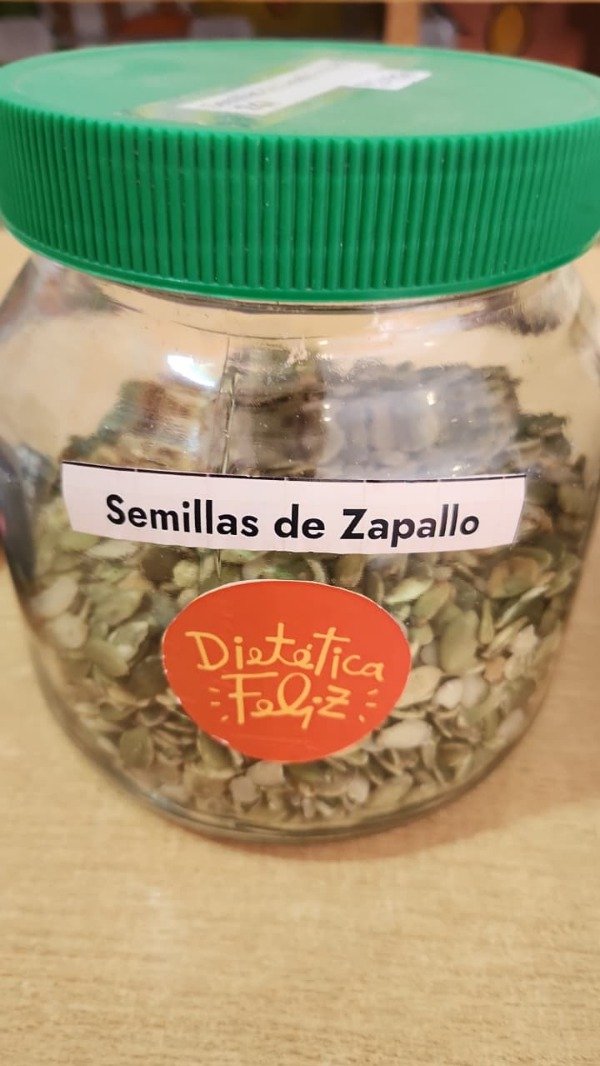 Semillas de Zapallo
Dietética
Feliz